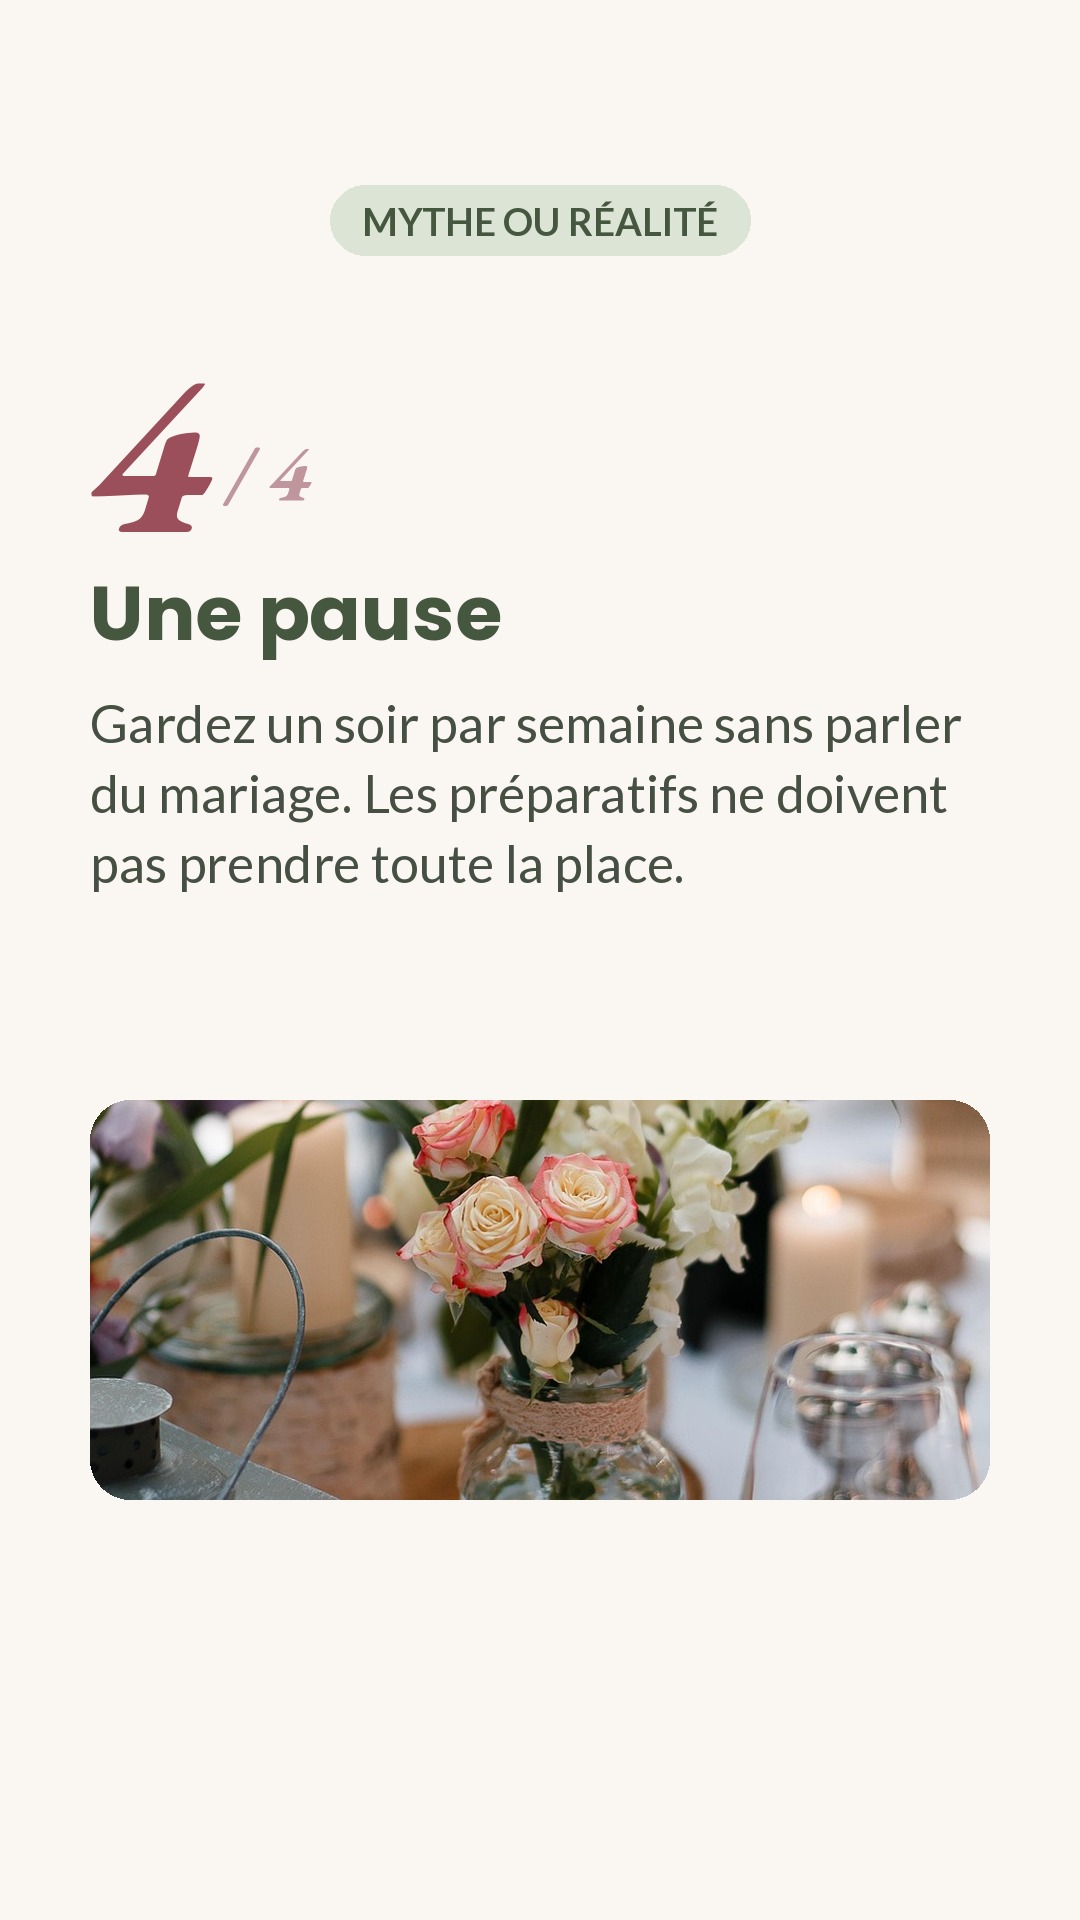 MYTHE OU RÉALITÉ
4 / 4
Une pause
Gardez un soir par semaine sans parler
du mariage. Les préparatifs ne doivent
pas prendre toute la place.